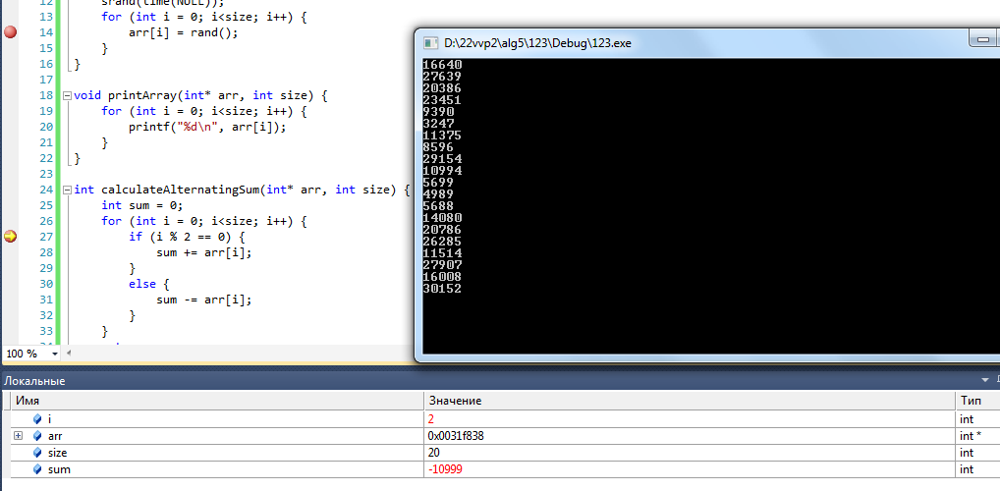 12 srand(time(NULL));
13 for (int i = 0; i<size; i++) {
14 arr[i] = rand();
15 }
16 }
17
18 void printArray(int* arr, int size) {
19 for (int i = 0; i<size; i++) {
20 printf("%d\n", arr[i]);
21 }
22 }
23
24 int calculateAlternatingSum(int* arr, int size) {
25 int sum = 0;
26 for (int i = 0; i<size; i++) {
27 if (i % 2 == 0) {
28 sum += arr[i];
29 }
30 else {
31 sum -= arr[i];
32 }
33 }
100 %
D:\22vvp2\alg5\123\Debug\123.exe
16640
27639
20386
23451
9390
3247
11375
8596
29154
10994
5699
4989
5688
14080
20786
26285
11514
27907
16008
30152
Локальные
Имя Значение Тип
i 2 int
arr 0x0031f838 int *
size 20 int
sum -10999 int